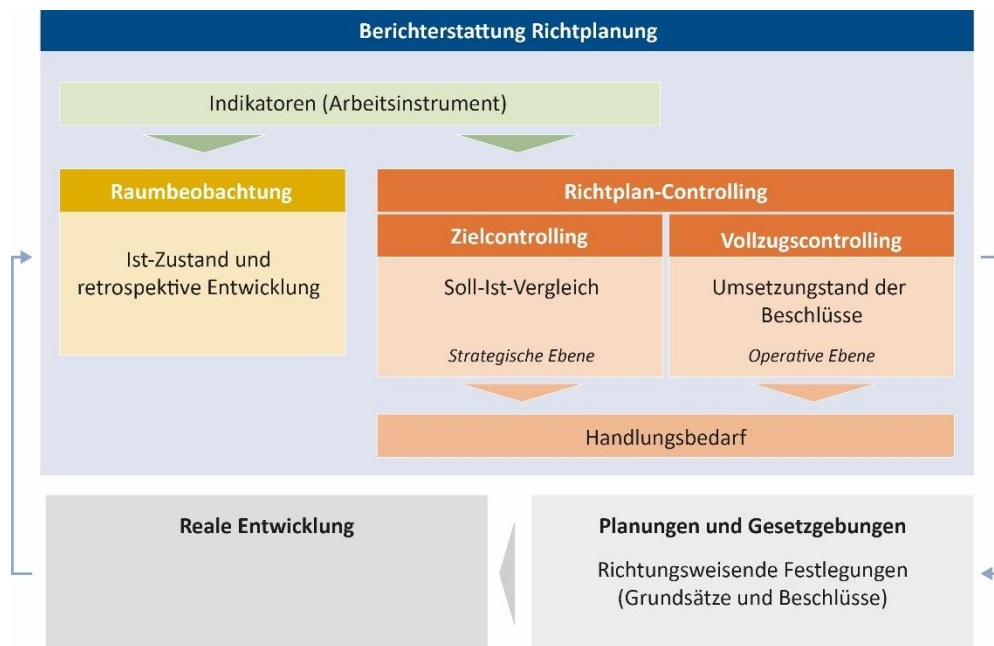 Berichterstattung Richtplanung
Indikatoren (Arbeitsinstrument)
Raumbeobachtung
Ist-Zustand und
retrospektive Entwicklung
Richtplan-Controlling
Zielcontrolling
Soll-Ist-Vergleich
Strategische Ebene
Vollzugscontrolling
Umsetzungstand der
Beschlüsse
Operative Ebene
Handlungsbedarf
Reale Entwicklung
Planungen und Gesetzgebungen
Richtungsweisende Festlegungen
(Grundsätze und Beschlüsse)